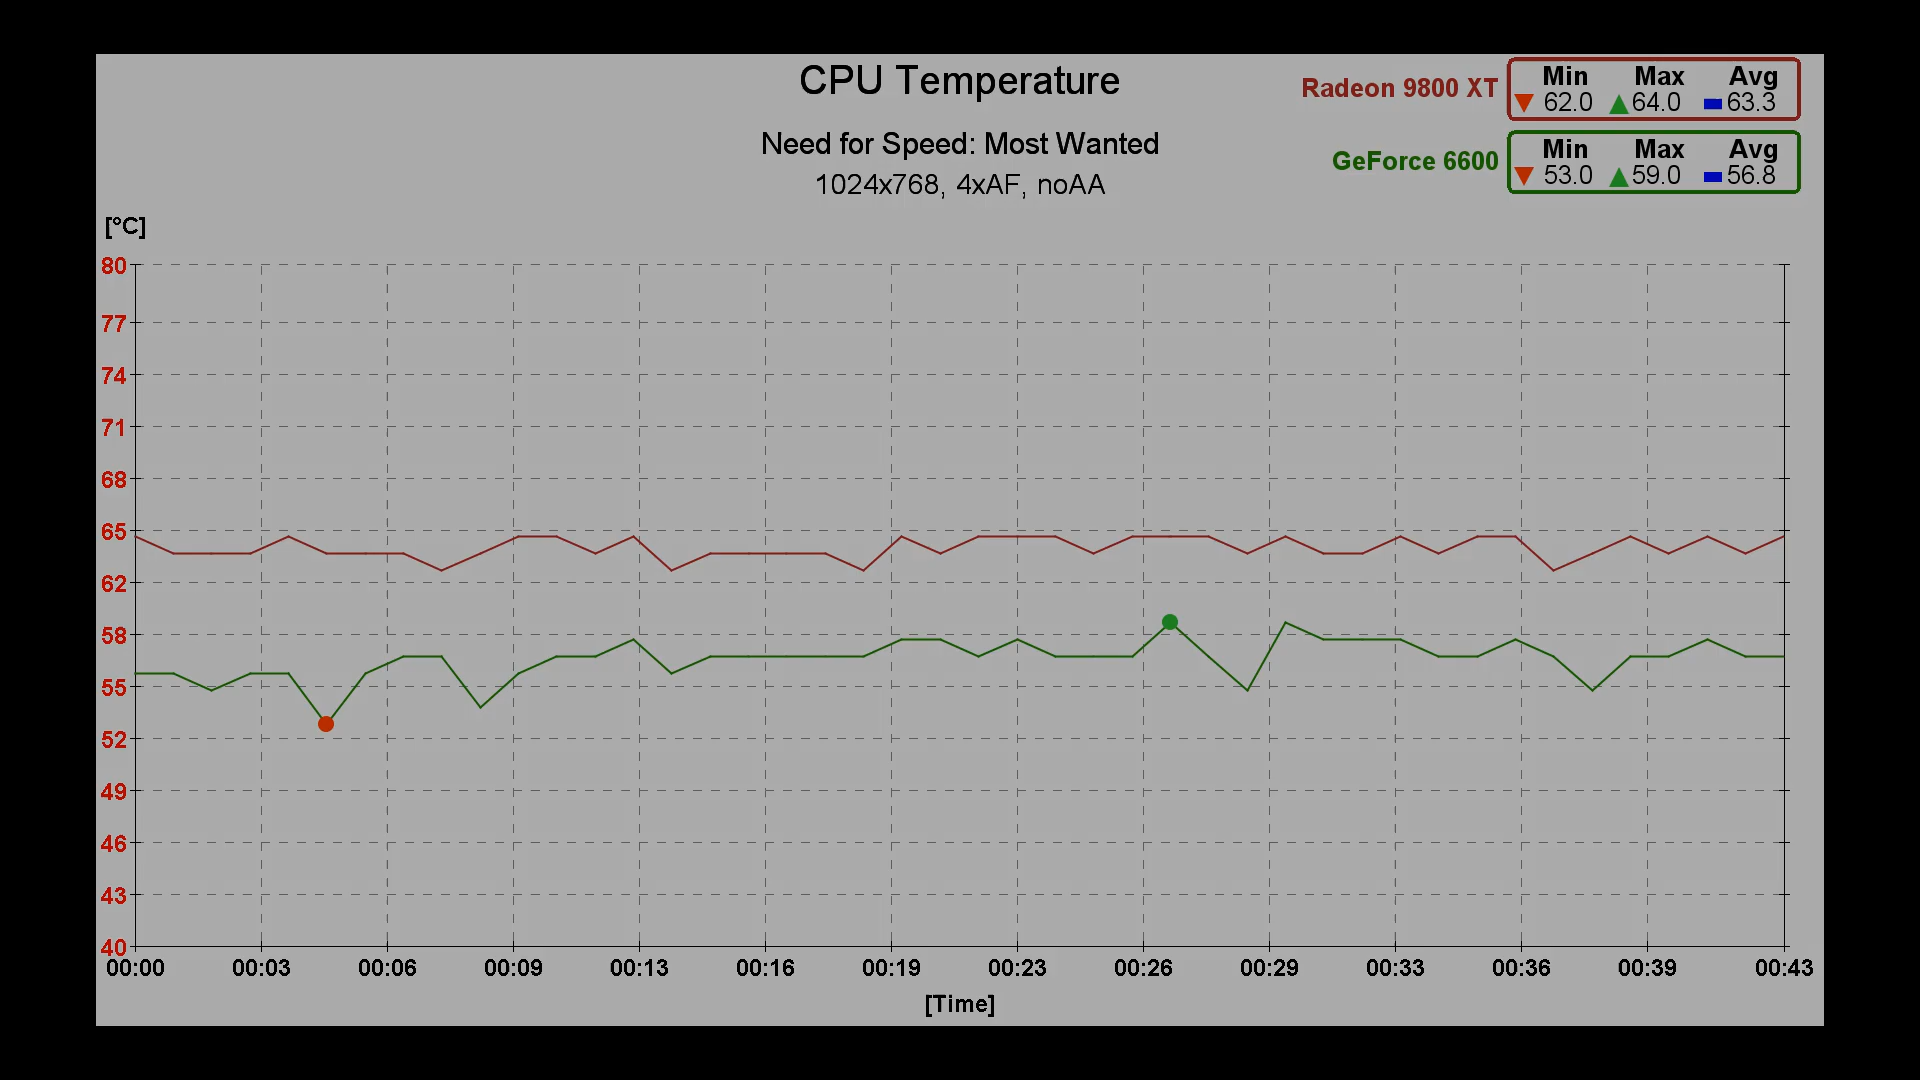 CPU Temperature
Need for Speed: Most Wanted
1024x768, 4xAF, noAA
Radeon 9800 XT
Min Max Avg
62.0 64.0 63.3
GeForce 6600
Min Max Avg
53.0 59.0 56.8
[°C]
80
77
74
71
68
65
62
58
55
52
49
46
43
40
00:00 00:03 00:06 00:09 00:13 00:16 00:19 00:23 00:26 00:29 00:33 00:36 00:39 00:43
[Time]